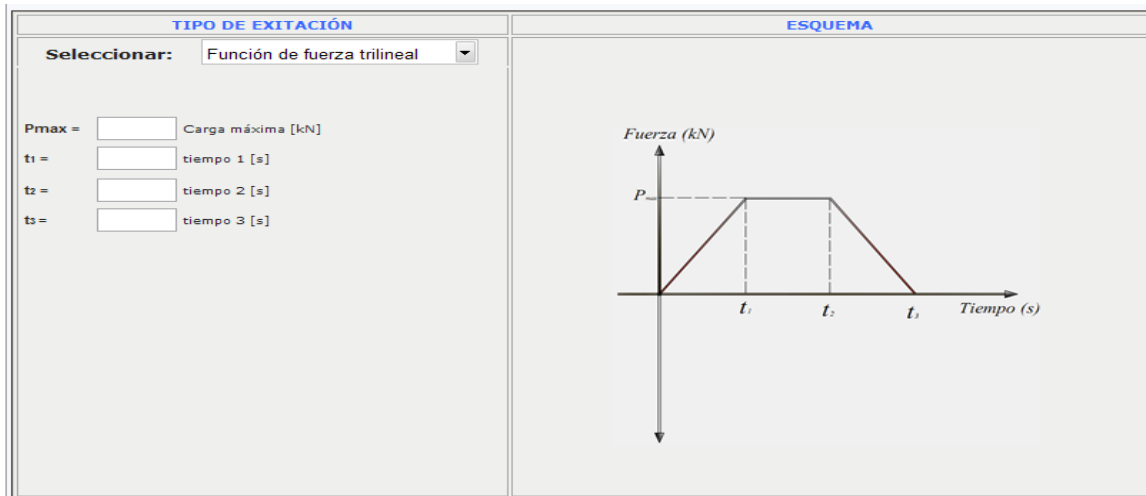 TIPO DE EXITACIÓN
Seleccionar: Función de fuerza trilineal
Pmax = Carga máxima [kN]
t1 = tiempo 1 [s]
t2 = tiempo 2 [s]
t3 = tiempo 3 [s]
ESQUEMA
Fuerza (kN)
P
t1 t2 t3 Tiempo (s)